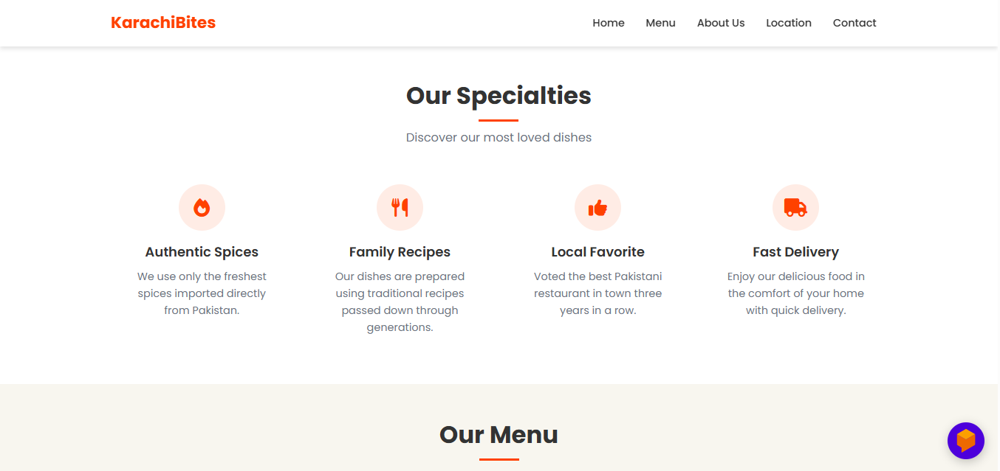 KarachiBites
Home Menu About Us Location Contact
Our Specialties
Discover our most loved dishes
Authentic Spices
We use only the freshest
spices imported directly
from Pakistan.
Family Recipes
Our dishes are prepared
using traditional recipes
passed down through
generations.
Local Favorite
Voted the best Pakistani
restaurant in town three
years in a row.
Fast Delivery
Enjoy our delicious food in
the comfort of your home
with quick delivery.
Our Menu